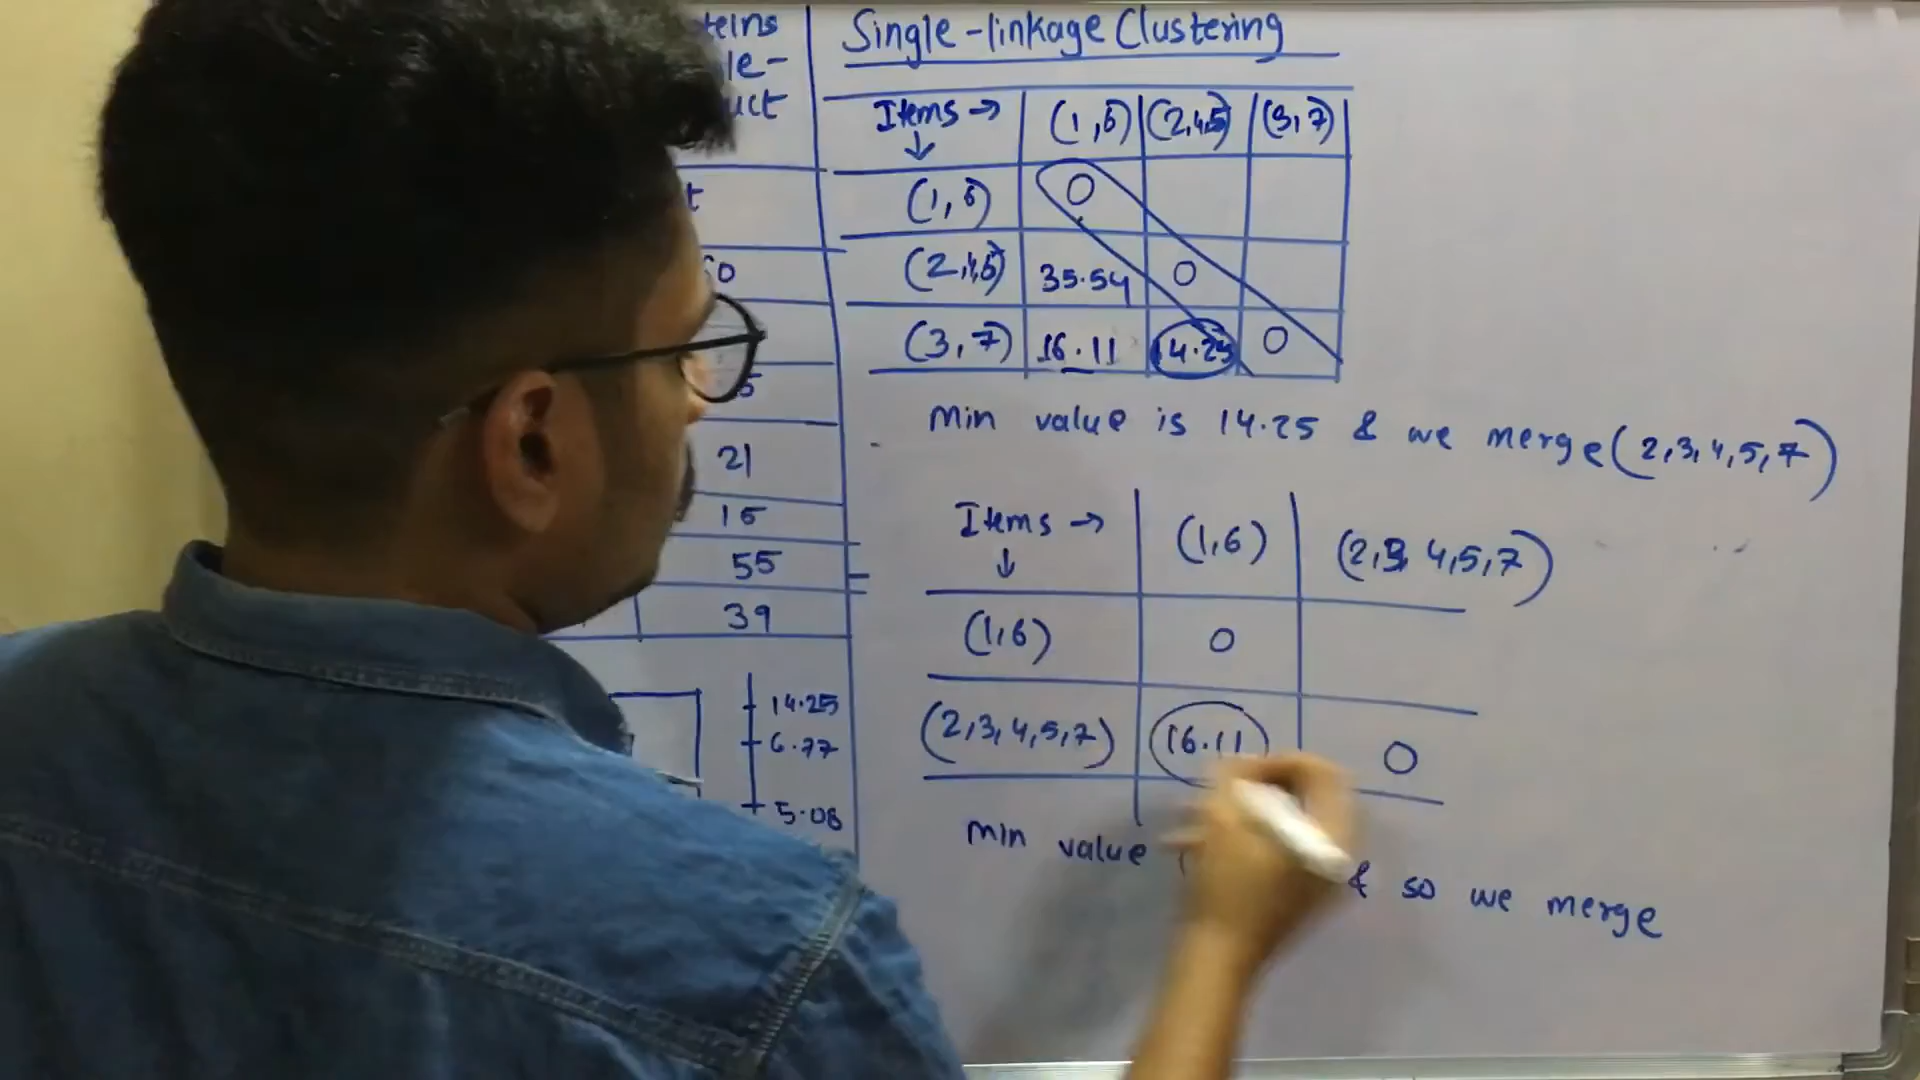 Single-linkage Clustering
Items → (1,6) (2,4,5) (3,7)
↓
(1,6) 0
(2,4,5) 35.54 0
(3,7) 16.11 14.25 0
Min value is 14.25 & we merge (2,3,4,5,7)
Items → (1,6) (2,3,4,5,7)
↓
(1,6) 0
(2,3,4,5,7) 16.11 0
Min value
& so we merge
21
15
55
39
14.25
6.77
5.08